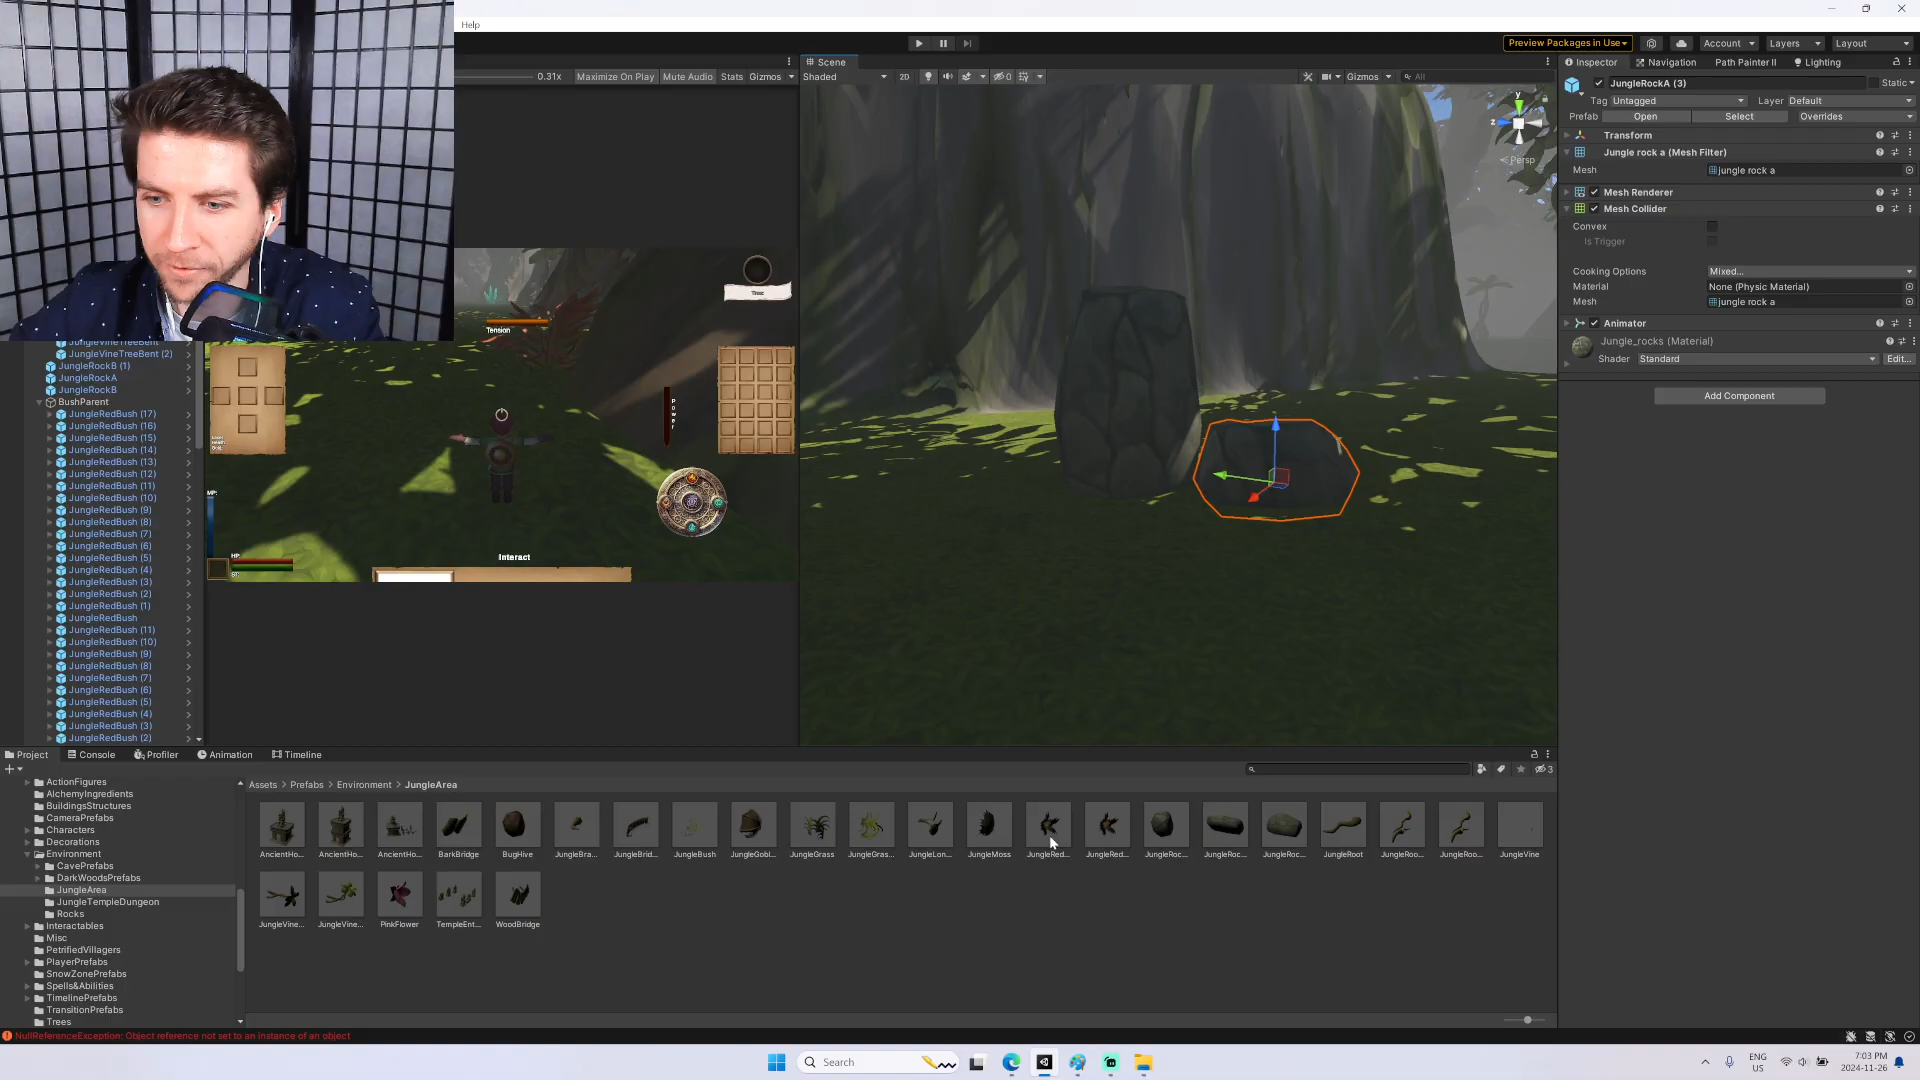 Help
Preview Packages in Use
Account
Layers
Layout
0.31x
Maximize On Play
Mute Audio
Stats
Gizmos
Scene
Shaded
2D
0
Gizmos
All
y
z
Persp
Inspector
Navigation
Path Painter II
Lighting
JungleRockA (3)
Static
Tag Untagged
Layer Default
Prefab Open Select Overrides
Transform
Jungle rock a (Mesh Filter)
Mesh jungle rock a
Mesh Renderer
Mesh Collider
Convex
Is Trigger
Cooking Options Mixed...
Material None (Physic Material)
Mesh jungle rock a
Animator
Jungle_rocks (Material)
Shader Standard Edit...
Add Component
JungleVineTreeBent
JungleVineTreeBent (2)
JungleRockB (1)
JungleRockA
JungleRockB
BushParent
JungleRedBush (17)
JungleRedBush (16)
JungleRedBush (15)
JungleRedBush (14)
JungleRedBush (13)
JungleRedBush (12)
JungleRedBush (11)
JungleRedBush (10)
JungleRedBush (9)
JungleRedBush (8)
JungleRedBush (7)
JungleRedBush (6)
JungleRedBush (5)
JungleRedBush (4)
JungleRedBush (3)
JungleRedBush (2)
JungleRedBush (1)
JungleRedBush
JungleRedBush (11)
JungleRedBush (10)
JungleRedBush (9)
JungleRedBush (8)
JungleRedBush (7)
JungleRedBush (6)
JungleRedBush (5)
JungleRedBush (4)
JungleRedBush (3)
JungleRedBush (2)
Tension
Power
MP:
HP:
ST:
Interact
Project
Console
Profiler
Animation
Timeline
3
ActionFigures
AlchemyIngredients
BuildingsStructures
CameraPrefabs
Characters
Decorations
Environment
CavePrefabs
DarkWoodsPrefabs
JungleArea
JungleTempleDungeon
Rocks
Interactables
Misc
PetrifiedVillagers
PlayerPrefabs
SnowZonePrefabs
Spells&Abilities
TimelinePrefabs
TransitionPrefabs
Trees
Assets > Prefabs > Environment > JungleArea
AncientHo... AncientHo... AncientHo... BarkBridge BugHive JungleBra... JungleBrid... JungleBush JungleGobl... JungleGrass JungleGras... JungleLon... JungleMoss JungleRed... JungleRed... JungleRoc... JungleRoc... JungleRoc... JungleRoot JungleRoo... JungleRoo... JungleVine
JungleVine... JungleVine... PinkFlower TempleEnt... WoodBridge
NullReferenceException: Object reference not set to an instance of an object
Search
ENG
US
7:03 PM
2024-11-26